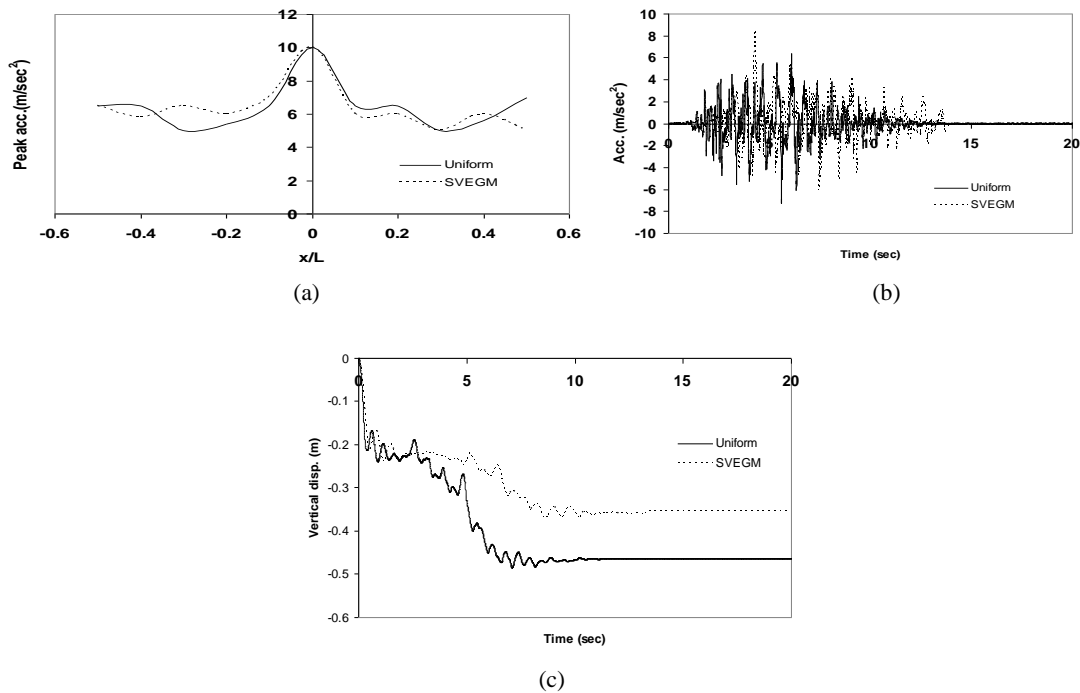 Peak acc.(m/sec²)
12
10
8
6
4
2
0
-0.6
-0.4
-0.2
0
0.2
0.4
0.6
x/L
Uniform
SVEGM
(a)
Acc. (m/sec²)
10
8
6
4
2
0
-2
-4
-6
-8
-10
0
5
10
15
20
Time (sec)
Uniform
SVEGM
(b)
Vertical disp. (m)
0
-0.1
-0.2
-0.3
-0.4
-0.5
-0.6
0
5
10
15
20
Uniform
SVEGM
Time (sec)
(c)